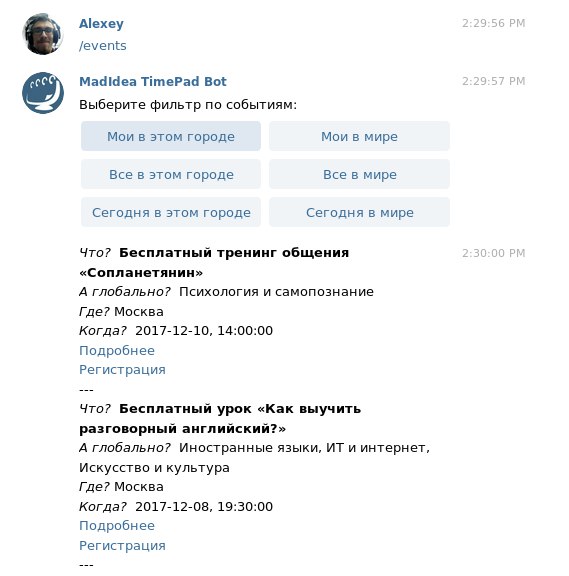 Alexey 2:29:56 PM
/events
MadIdea TimePad Bot 2:29:57 PM
Выберите фильтр по событиям:
Мои в этом городе Мои в мире
Все в этом городе Все в мире
Сегодня в этом городе Сегодня в мире
Что? Бесплатный тренинг общения 2:30:00 PM
«Сопланетянин»
А глобально? Психология и самопознание
Где? Москва
Когда? 2017-12-10, 14:00:00
Подробнее
Регистрация
---
Что? Бесплатный урок «Как выучить
разговорный английский?»
А глобально? Иностранные языки, ИТ и интернет,
Искусство и культура
Где? Москва
Когда? 2017-12-08, 19:30:00
Подробнее
Регистрация
---